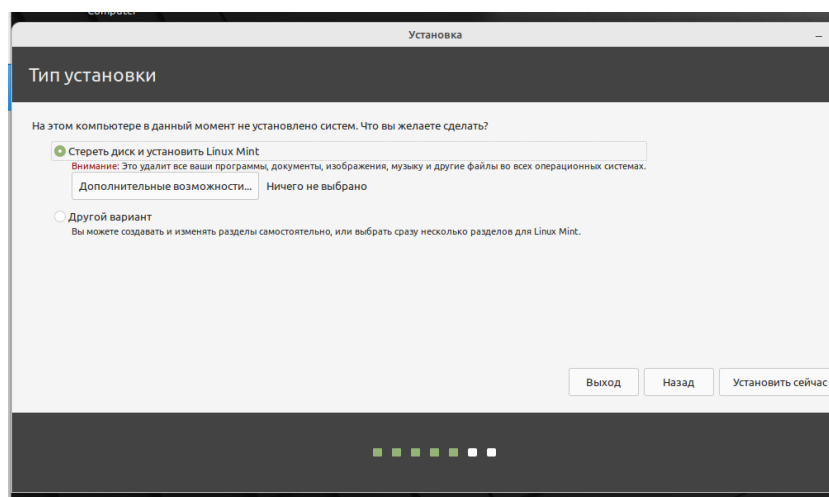 Computer
Установка
Тип установки
На этом компьютере в данный момент не установлено систем. Что вы желаете сделать?
Стереть диск и установить Linux Mint
Внимание: Это удалит все ваши программы, документы, изображения, музыку и другие файлы во всех операционных системах.
Дополнительные возможности... Ничего не выбрано
Другой вариант
Вы можете создавать и изменять разделы самостоятельно, или выбрать сразу несколько разделов для Linux Mint.
Выход Назад Установить сейчас